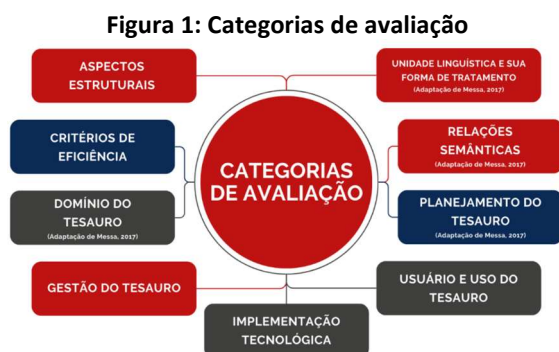 Figura 1: Categorias de avaliação
ASPECTOS
ESTRUTURAIS
UNIDADE LINGUÍSTICA E SUA
FORMA DE TRATAMENTO
(Adaptação de Messa, 2017)
CRITÉRIOS DE
EFICIÊNCIA
RELAÇÕES
SEMÂNTICAS
(Adaptação de Messa, 2017)
CATEGORIAS
DE AVALIAÇÃO
DOMÍNIO DO
TESAURO
(Adaptação de Messa, 2017)
PLANEJAMENTO DO
TESAURO
(Adaptação de Messa, 2017)
GESTÃO DO TESAURO
USUÁRIO E USO DO
TESAURO
IMPLEMENTAÇÃO
TECNOLÓGICA